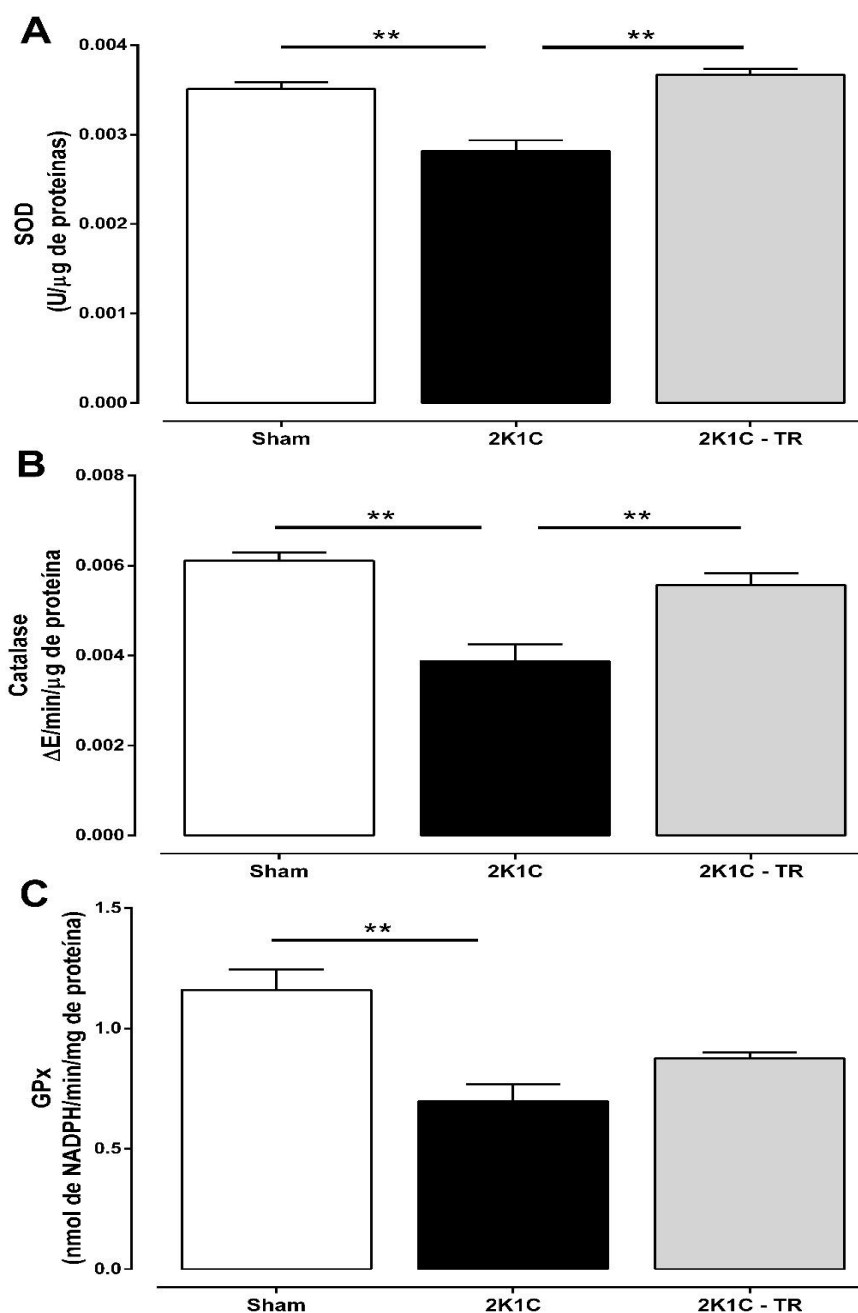 A
SOD
(U/µg de proteínas)
0.004
0.003
0.002
0.001
0.000
**
**
Sham
2K1C
2K1C - TR
B
Catalase
ΔE/min/µg de proteína
0.008
0.006
0.004
0.002
0.000
**
**
Sham
2K1C
2K1C - TR
C
GPx
(nmol de NADPH/min/mg de proteína)
1.5
1.0
0.5
0.0
**
Sham
2K1C
2K1C - TR